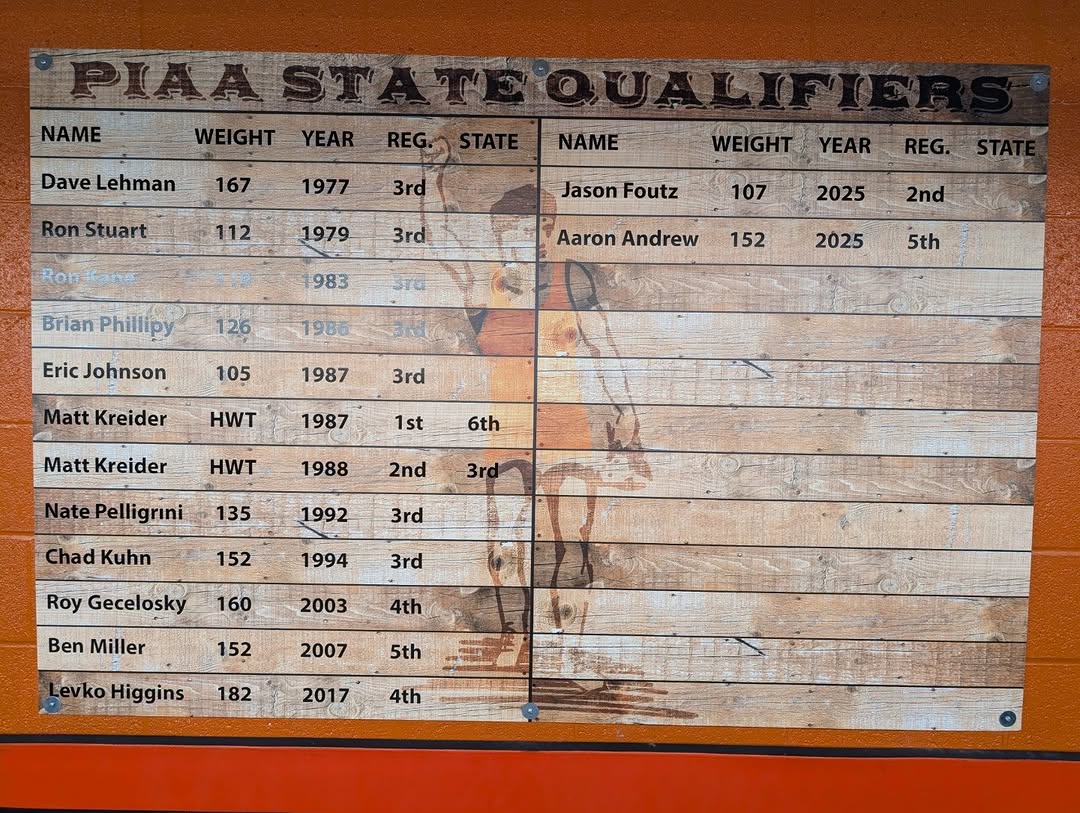 PIAA STATE QUALIFIERS
NAME WEIGHT YEAR REG. STATE
Dave Lehman 167 1977 3rd
Ron Stuart 112 1979 3rd
Ron 1983 3rd
Brian Phillipy 126 1986 3rd
Eric Johnson 105 1987 3rd
Matt Kreider HWT 1987 1st 6th
Matt Kreider HWT 1988 2nd 3rd
Nate Pelligrini 135 1992 3rd
Chad Kuhn 152 1994 3rd
Roy Gecelosky 160 2003 4th
Ben Miller 152 2007 5th
Levko Higgins 182 2017 4th
NAME WEIGHT YEAR REG. STATE
Jason Foutz 107 2025 2nd
Aaron Andrew 152 2025 5th